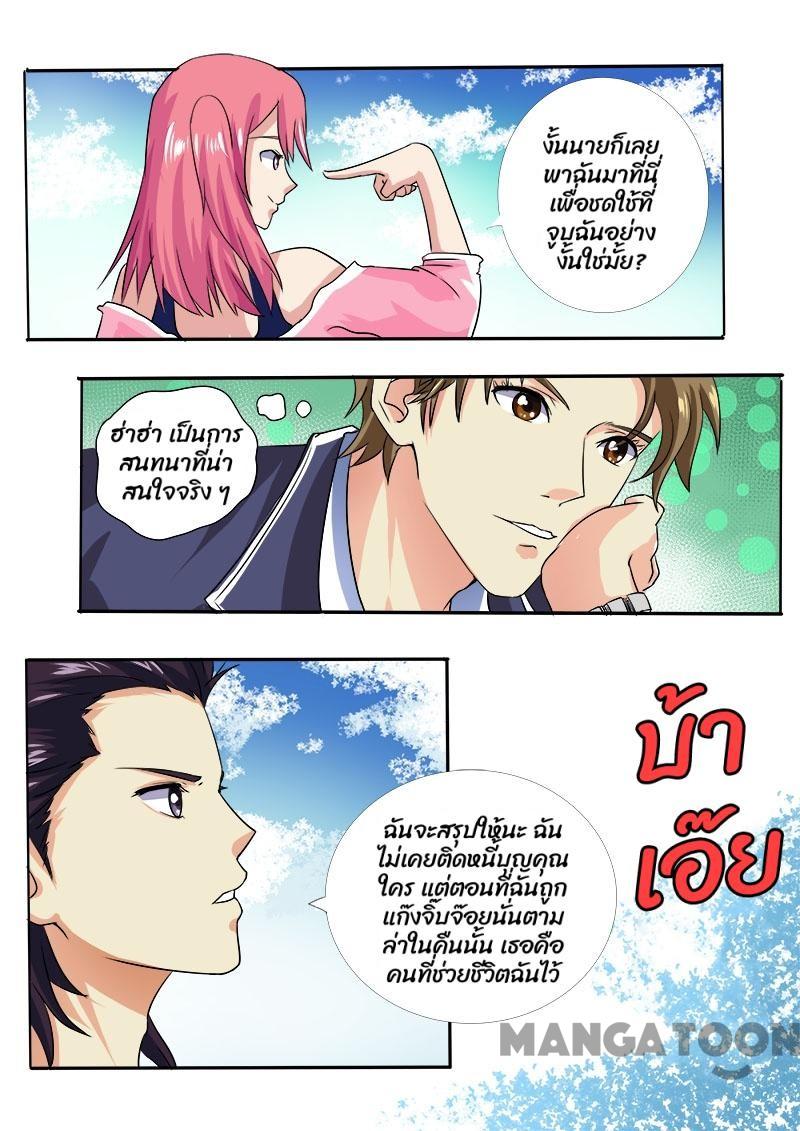 งั้นนายก็เลย
พาฉันมาที่นี่
เพื่อชดใช้ที่
จูบฉันอย่าง
งั้นใช่มั้ย?
ฮ่าฮ่า เป็นการ
สนทนาที่น่า
สนใจจริง ๆ
บ้า
เอ๊ย
ฉันจะสรุปให้นะ ฉัน
ไม่เคยติดหนี้บุญคุณ
ใคร แต่ตอนที่ฉันถูก
แก๊งจิ๊บจ๊อยนั่นตาม
ล่าในคืนนั้น เธอคือ
คนที่ช่วยชีวิตฉันไว้
MANGATOON